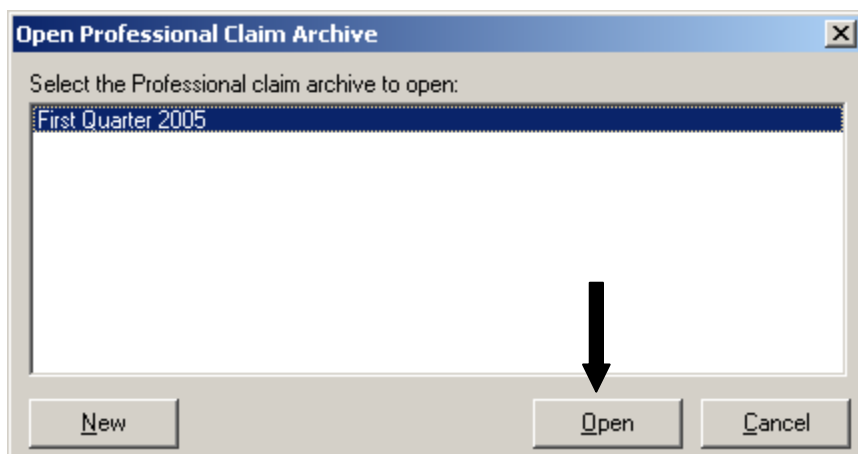 Open Professional Claim Archive
Select the Professional claim archive to open:
First Quarter 2005
New Open Cancel